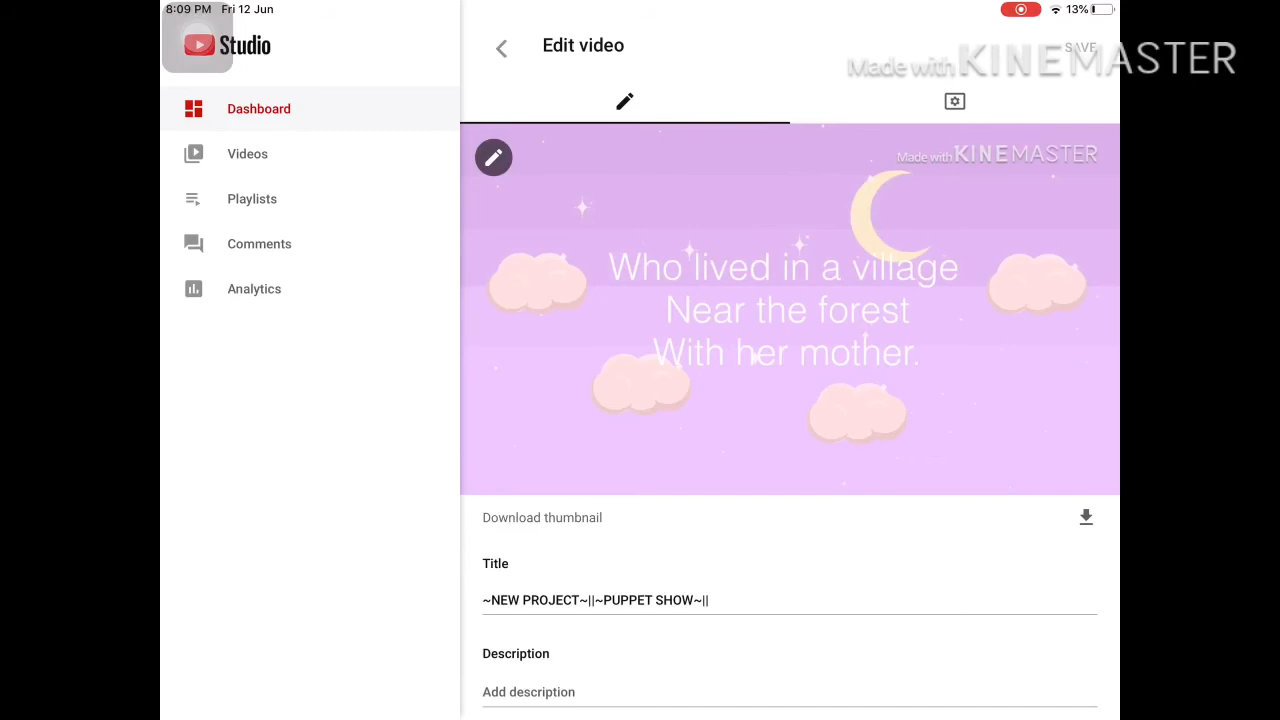 8:09 PM Fri 12 Jun
13%
Studio
Edit video
SAVE
Made with KINEMASTER
Dashboard
Videos
Playlists
Comments
Analytics
Made with KINEMASTER
Who lived in a village
Near the forest
With her mother.
Download thumbnail
Title
~NEW PROJECT~||~PUPPET SHOW~||
Description
Add description